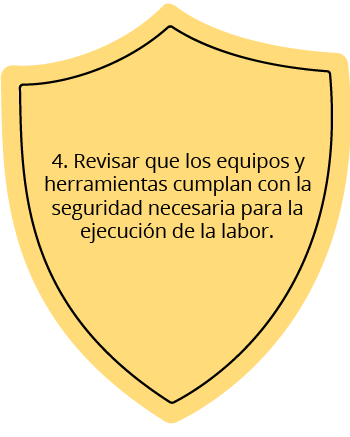 4. Revisar que los equipos y
herramientas cumplan con la
seguridad necesaria para la
ejecución de la labor.